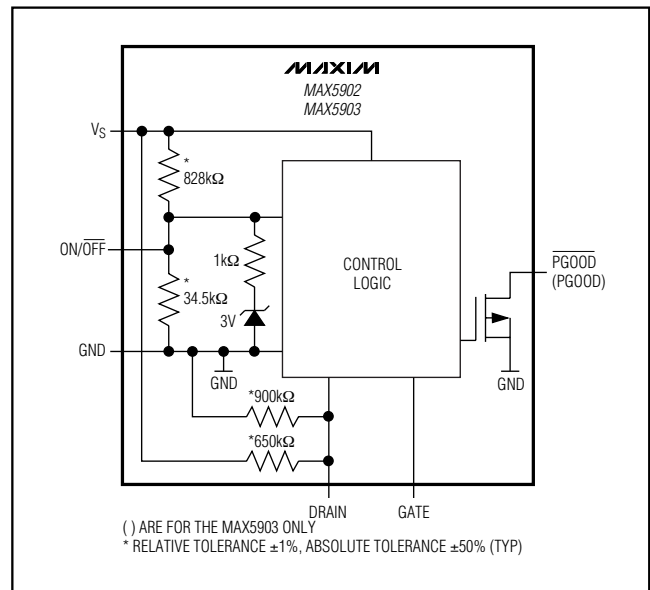 MAXIM
MAX5902
MAX5903
VS
*
828kΩ
ON/OFF
1kΩ
CONTROL
LOGIC
PGOOD
(PGOOD)
*
34.5kΩ
3V
GND
GND
GND
*900kΩ
*650kΩ
DRAIN
GATE
( ) ARE FOR THE MAX5903 ONLY
* RELATIVE TOLERANCE ±1%, ABSOLUTE TOLERANCE ±50% (TYP)